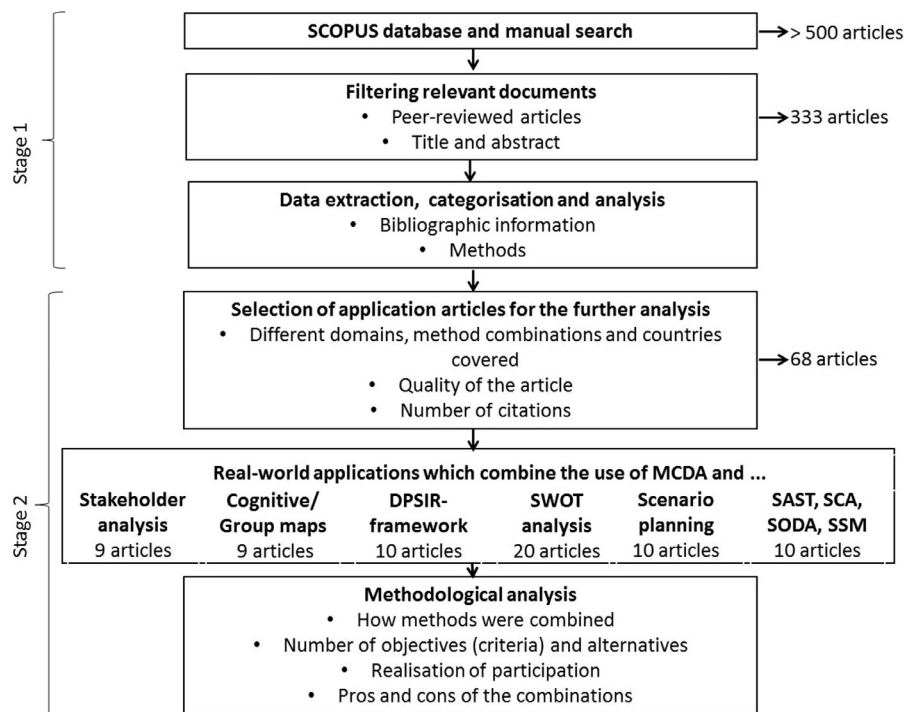 Stage 1
SCOPUS database and manual search
> 500 articles
Filtering relevant documents
• Peer-reviewed articles
• Title and abstract
333 articles
Data extraction, categorisation and analysis
• Bibliographic information
• Methods
Stage 2
Selection of application articles for the further analysis
• Different domains, method combinations and countries
covered
• Quality of the article
• Number of citations
68 articles
Real-world applications which combine the use of MCDA and ...
Stakeholder
analysis
9 articles
Cognitive/
Group maps
9 articles
DPSIR-
framework
10 articles
SWOT
analysis
20 articles
Scenario
planning
10 articles
SAST, SCA,
SODA, SSM
10 articles
Methodological analysis
• How methods were combined
• Number of objectives (criteria) and alternatives
• Realisation of participation
• Pros and cons of the combinations